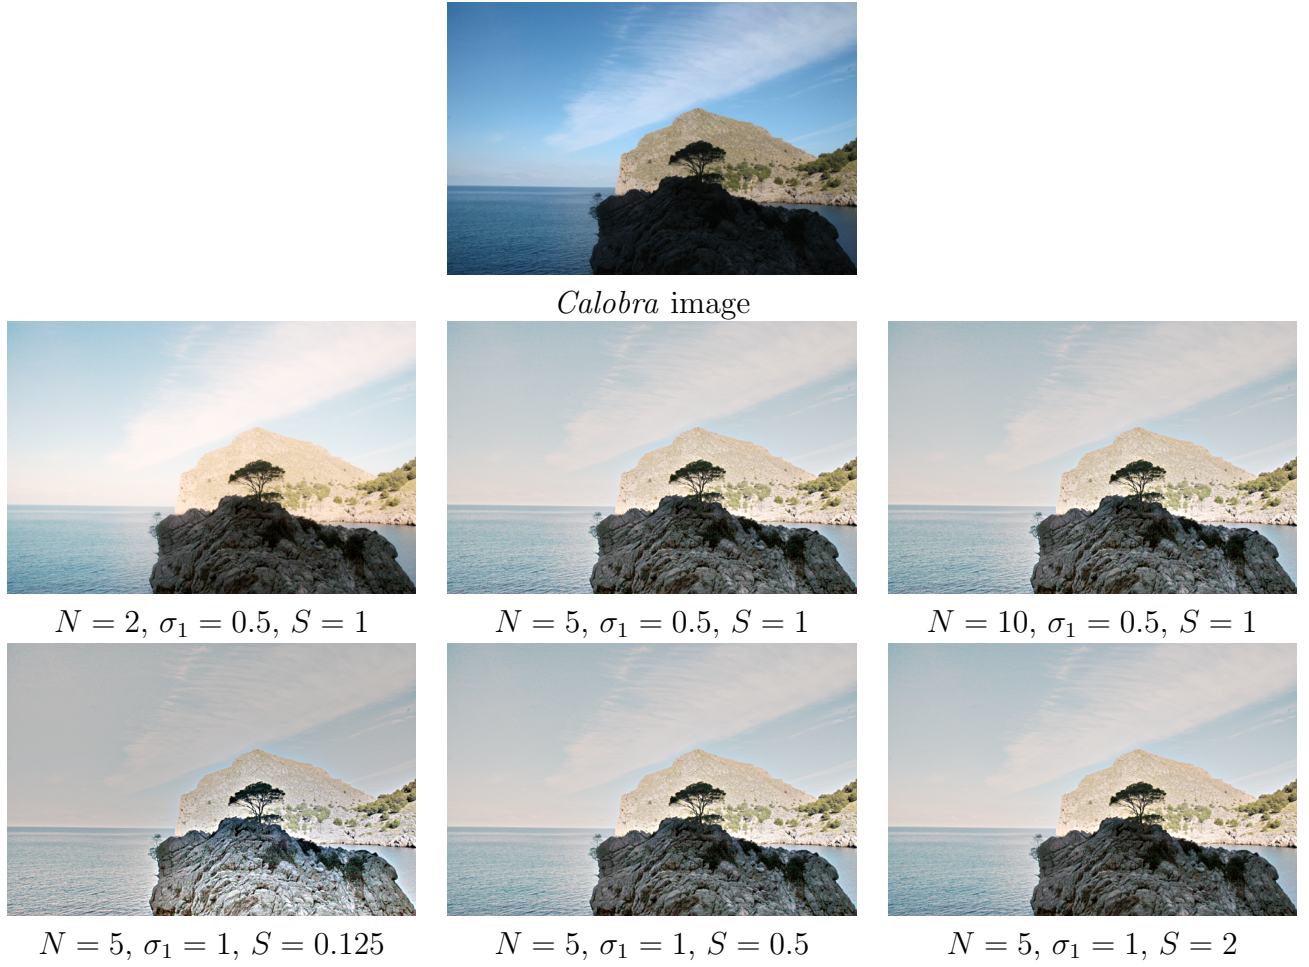 Calobra image
N = 2, σ₁ = 0.5, S = 1
N = 5, σ₁ = 0.5, S = 1
N = 10, σ₁ = 0.5, S = 1
N = 5, σ₁ = 1, S = 0.125
N = 5, σ₁ = 1, S = 0.5
N = 5, σ₁ = 1, S = 2